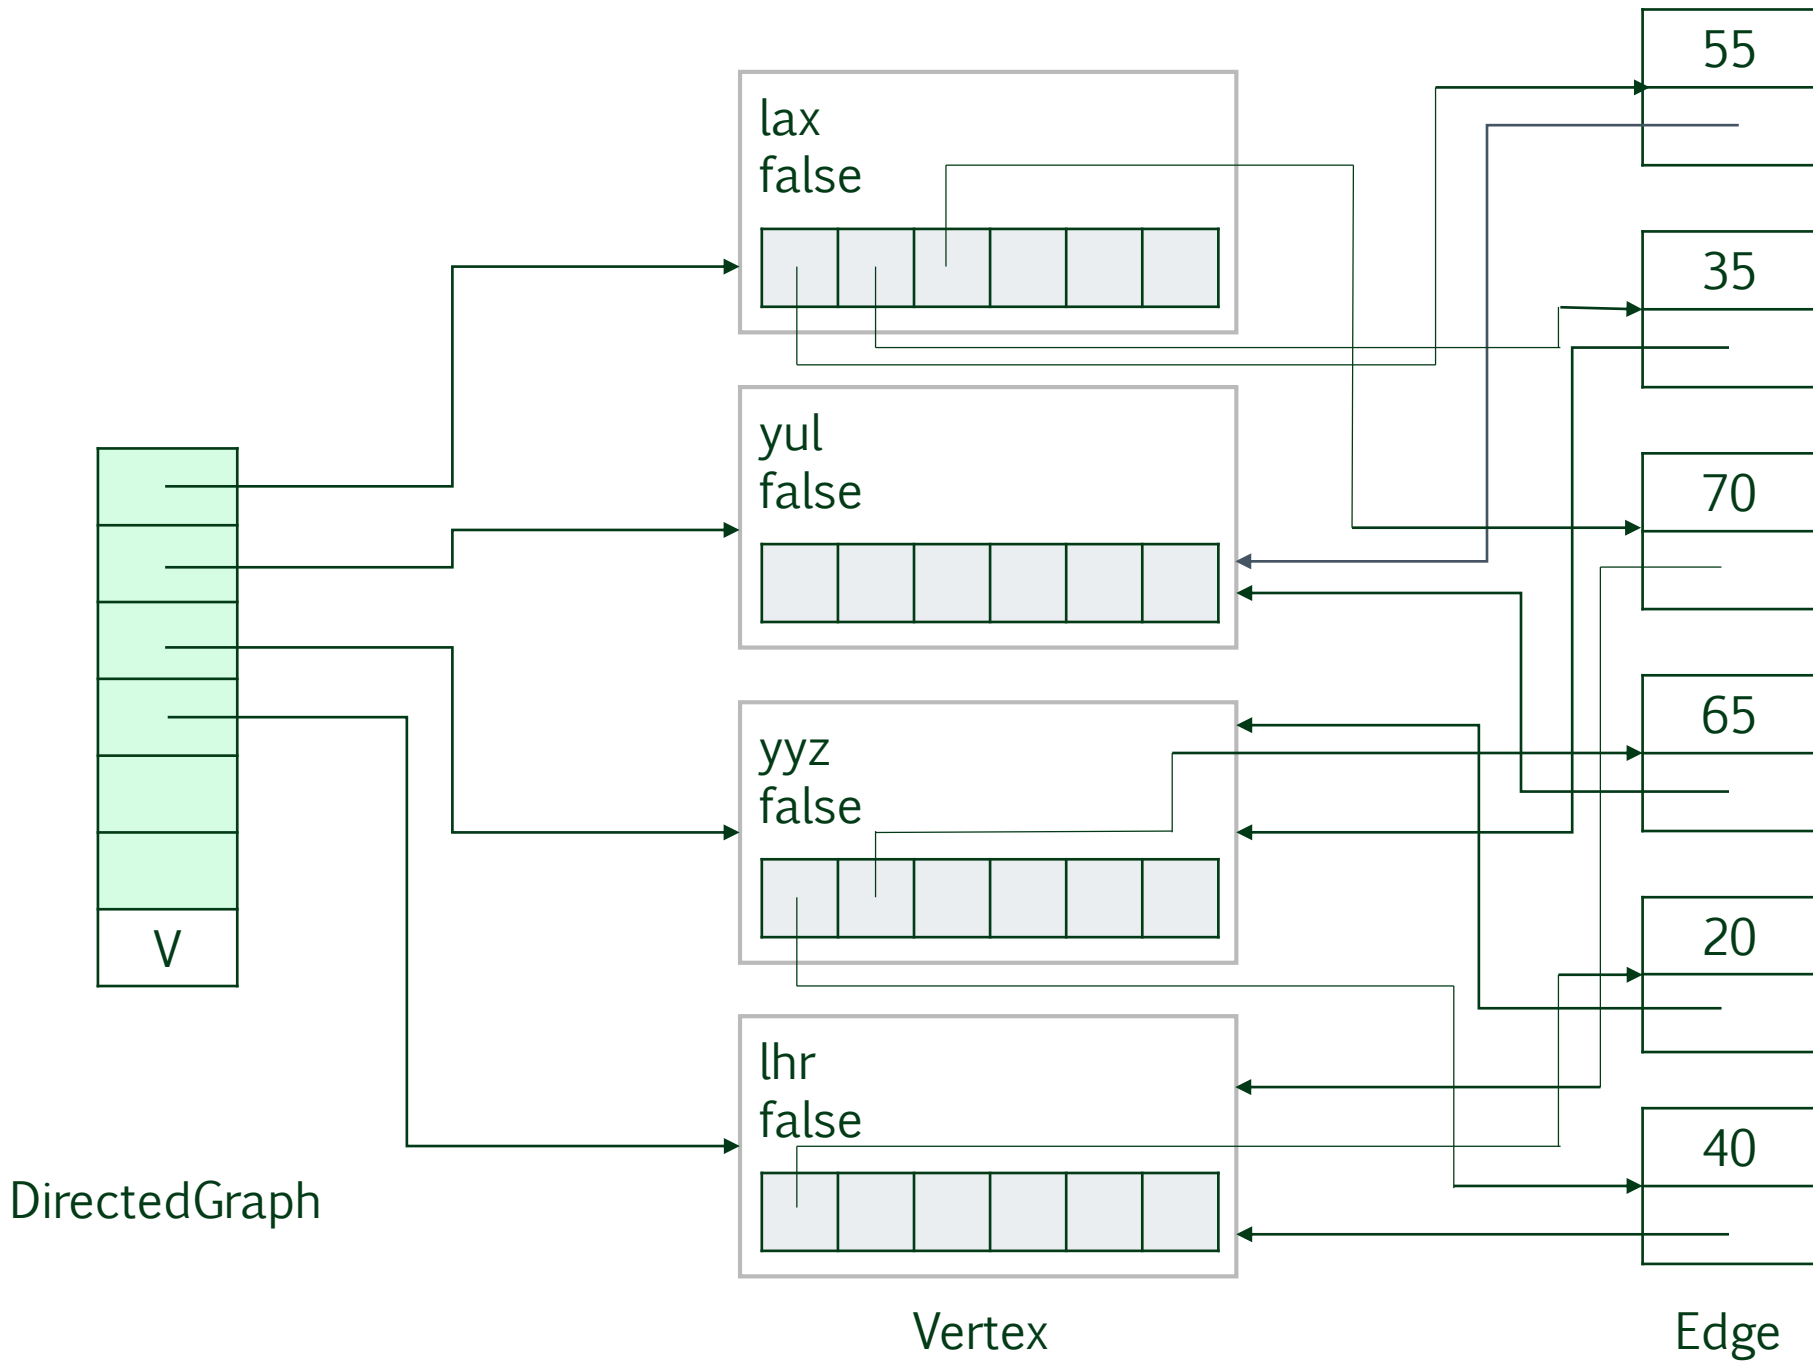 55
lax
false
35
yul
false
70
65
yyz
false
20
V
lhr
false
40
DirectedGraph
Vertex
Edge